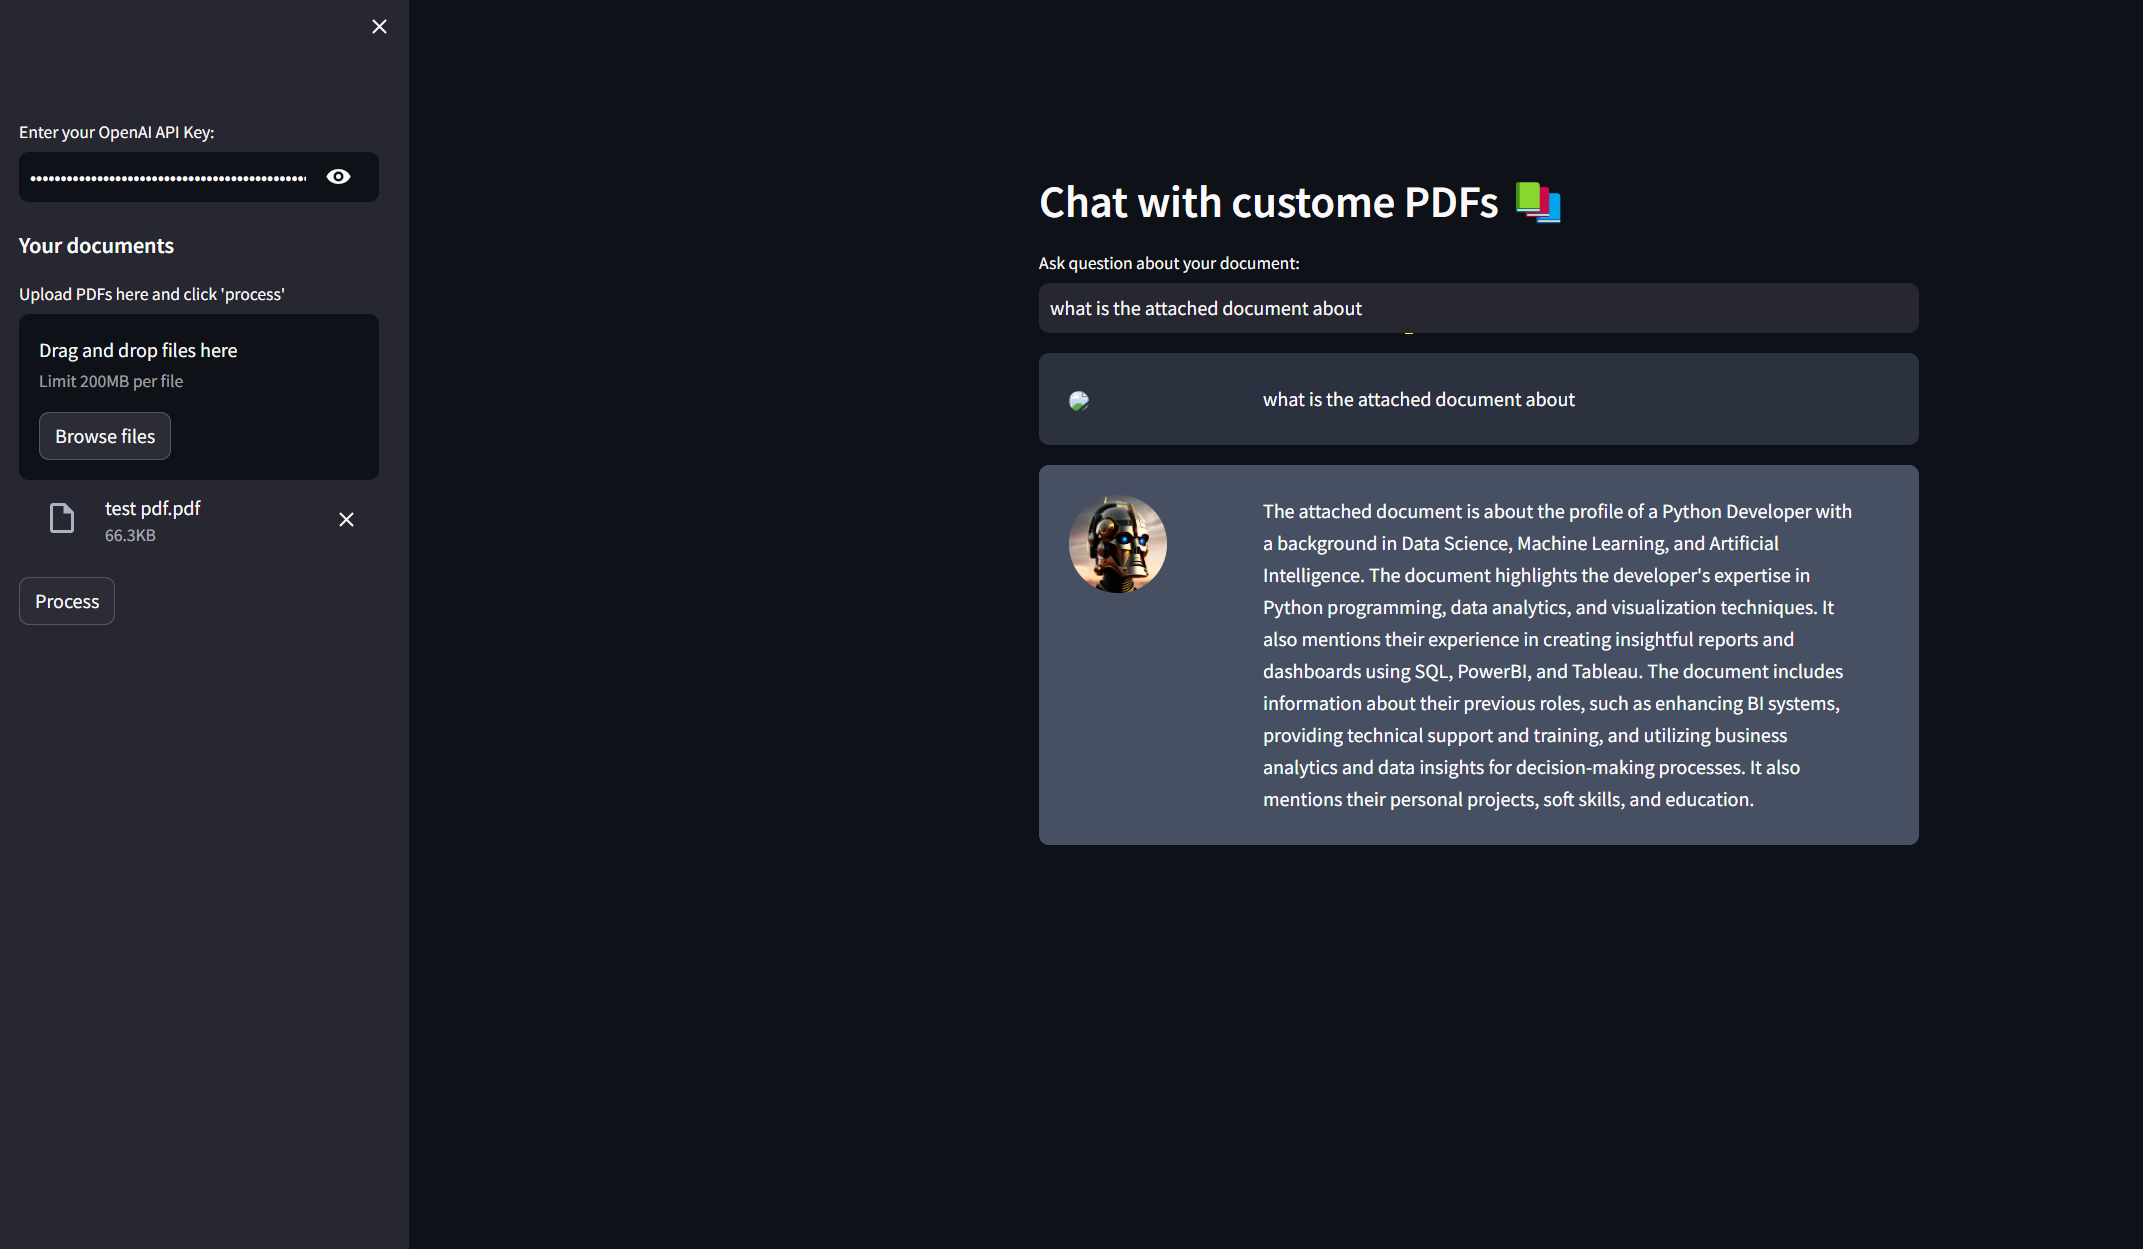 Enter your OpenAI API Key:
Your documents
Upload PDFs here and click 'process'
Drag and drop files here
Limit 200MB per file
Browse files
test pdf.pdf
66.3KB
Process
Chat with custome PDFs
Ask question about your document:
what is the attached document about
what is the attached document about
The attached document is about the profile of a Python Developer with
a background in Data Science, Machine Learning, and Artificial
Intelligence. The document highlights the developer's expertise in
Python programming, data analytics, and visualization techniques. It
also mentions their experience in creating insightful reports and
dashboards using SQL, PowerBI, and Tableau. The document includes
information about their previous roles, such as enhancing BI systems,
providing technical support and training, and utilizing business
analytics and data insights for decision-making processes. It also
mentions their personal projects, soft skills, and education.